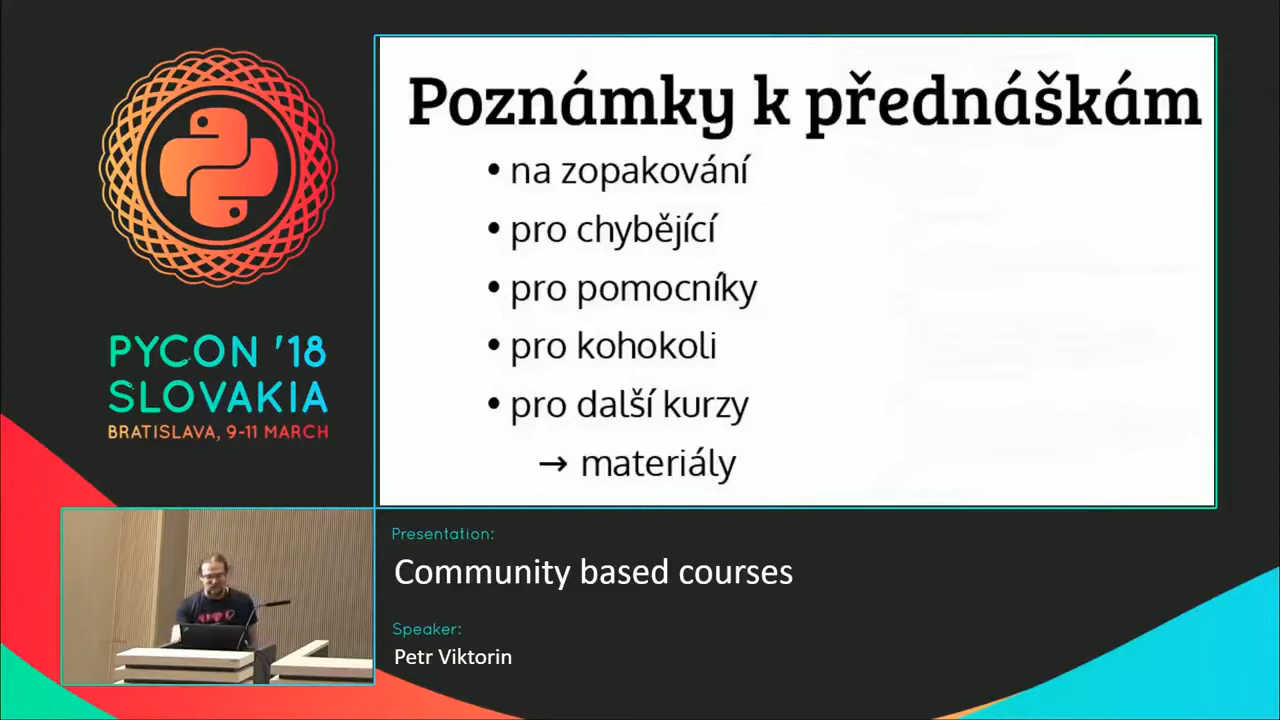 Poznámky k přednáškám
• na zopakování
• pro chybějící
• pro pomocníky
• pro kohokoli
• pro další kurzy
→ materiály
PYCON '18
SLOVAKIA
BRATISLAVA, 9-11 MARCH
Presentation:
Community based courses
Speaker:
Petr Viktorin